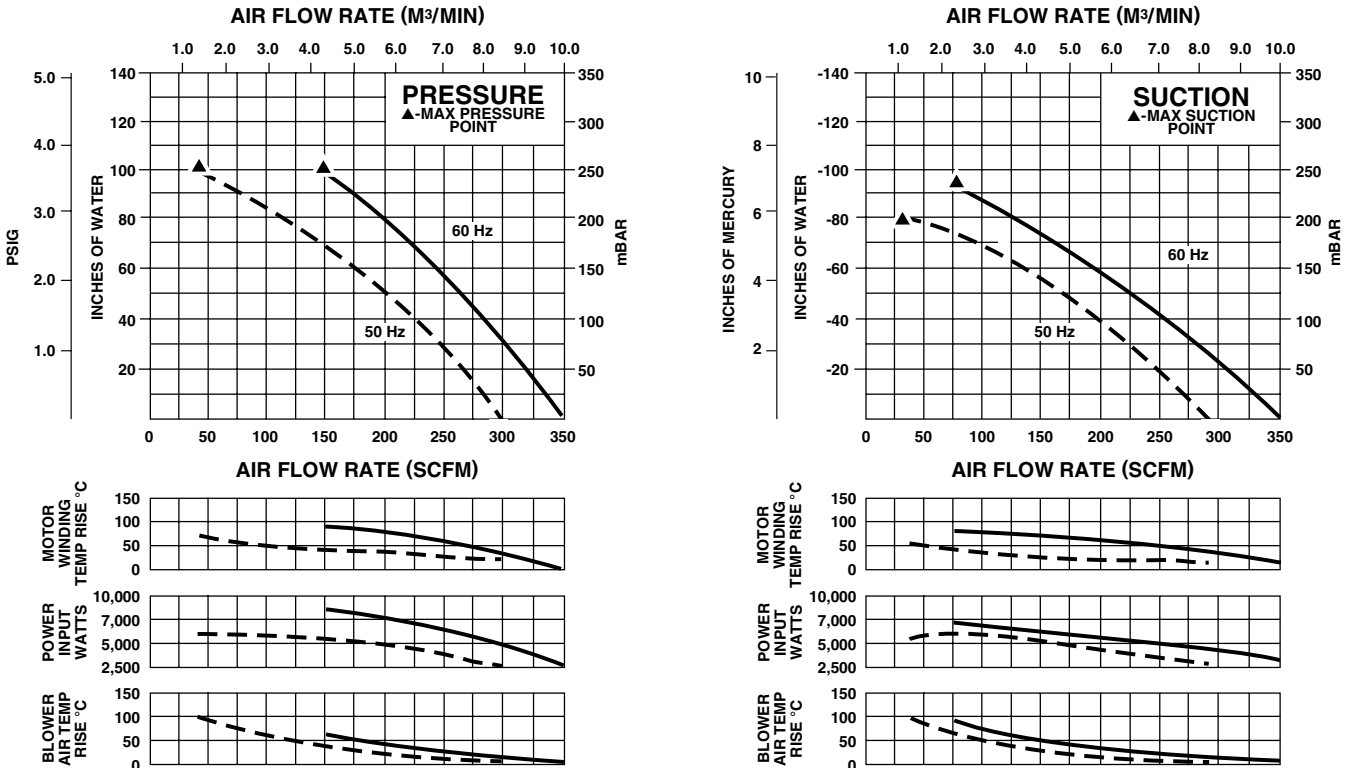 AIR FLOW RATE (M³/MIN)
1.0 2.0 3.0 4.0 5.0 6.0 7.0 8.0 9.0 10.0
PRESSURE
▲-MAX PRESSURE
POINT
PSIG
5.0
4.0
3.0
2.0
1.0
INCHES OF WATER
140
120
100
80
60
40
20
350
300
250
200
150
100
50
mBAR
60 Hz
50 Hz
0 50 100 150 200 250 300 350
AIR FLOW RATE (SCFM)
MOTOR
WINDING
TEMP RISE °C
150
100
50
0
POWER
INPUT
WATTS
10,000
7,000
5,000
2,500
BLOWER
AIR TEMP
RISE °C
150
100
50
0
AIR FLOW RATE (M³/MIN)
1.0 2.0 3.0 4.0 5.0 6.0 7.0 8.0 9.0 10.0
SUCTION
▲-MAX SUCTION
POINT
INCHES OF MERCURY
10
8
6
4
2
INCHES OF WATER
-140
-120
-100
-80
-60
-40
-20
350
300
250
200
150
100
50
mBAR
60 Hz
50 Hz
0 50 100 150 200 250 300 350
AIR FLOW RATE (SCFM)
MOTOR
WINDING
TEMP RISE °C
150
100
50
0
POWER
INPUT
WATTS
10,000
7,000
5,000
2,500
BLOWER
AIR TEMP
RISE °C
150
100
50
0